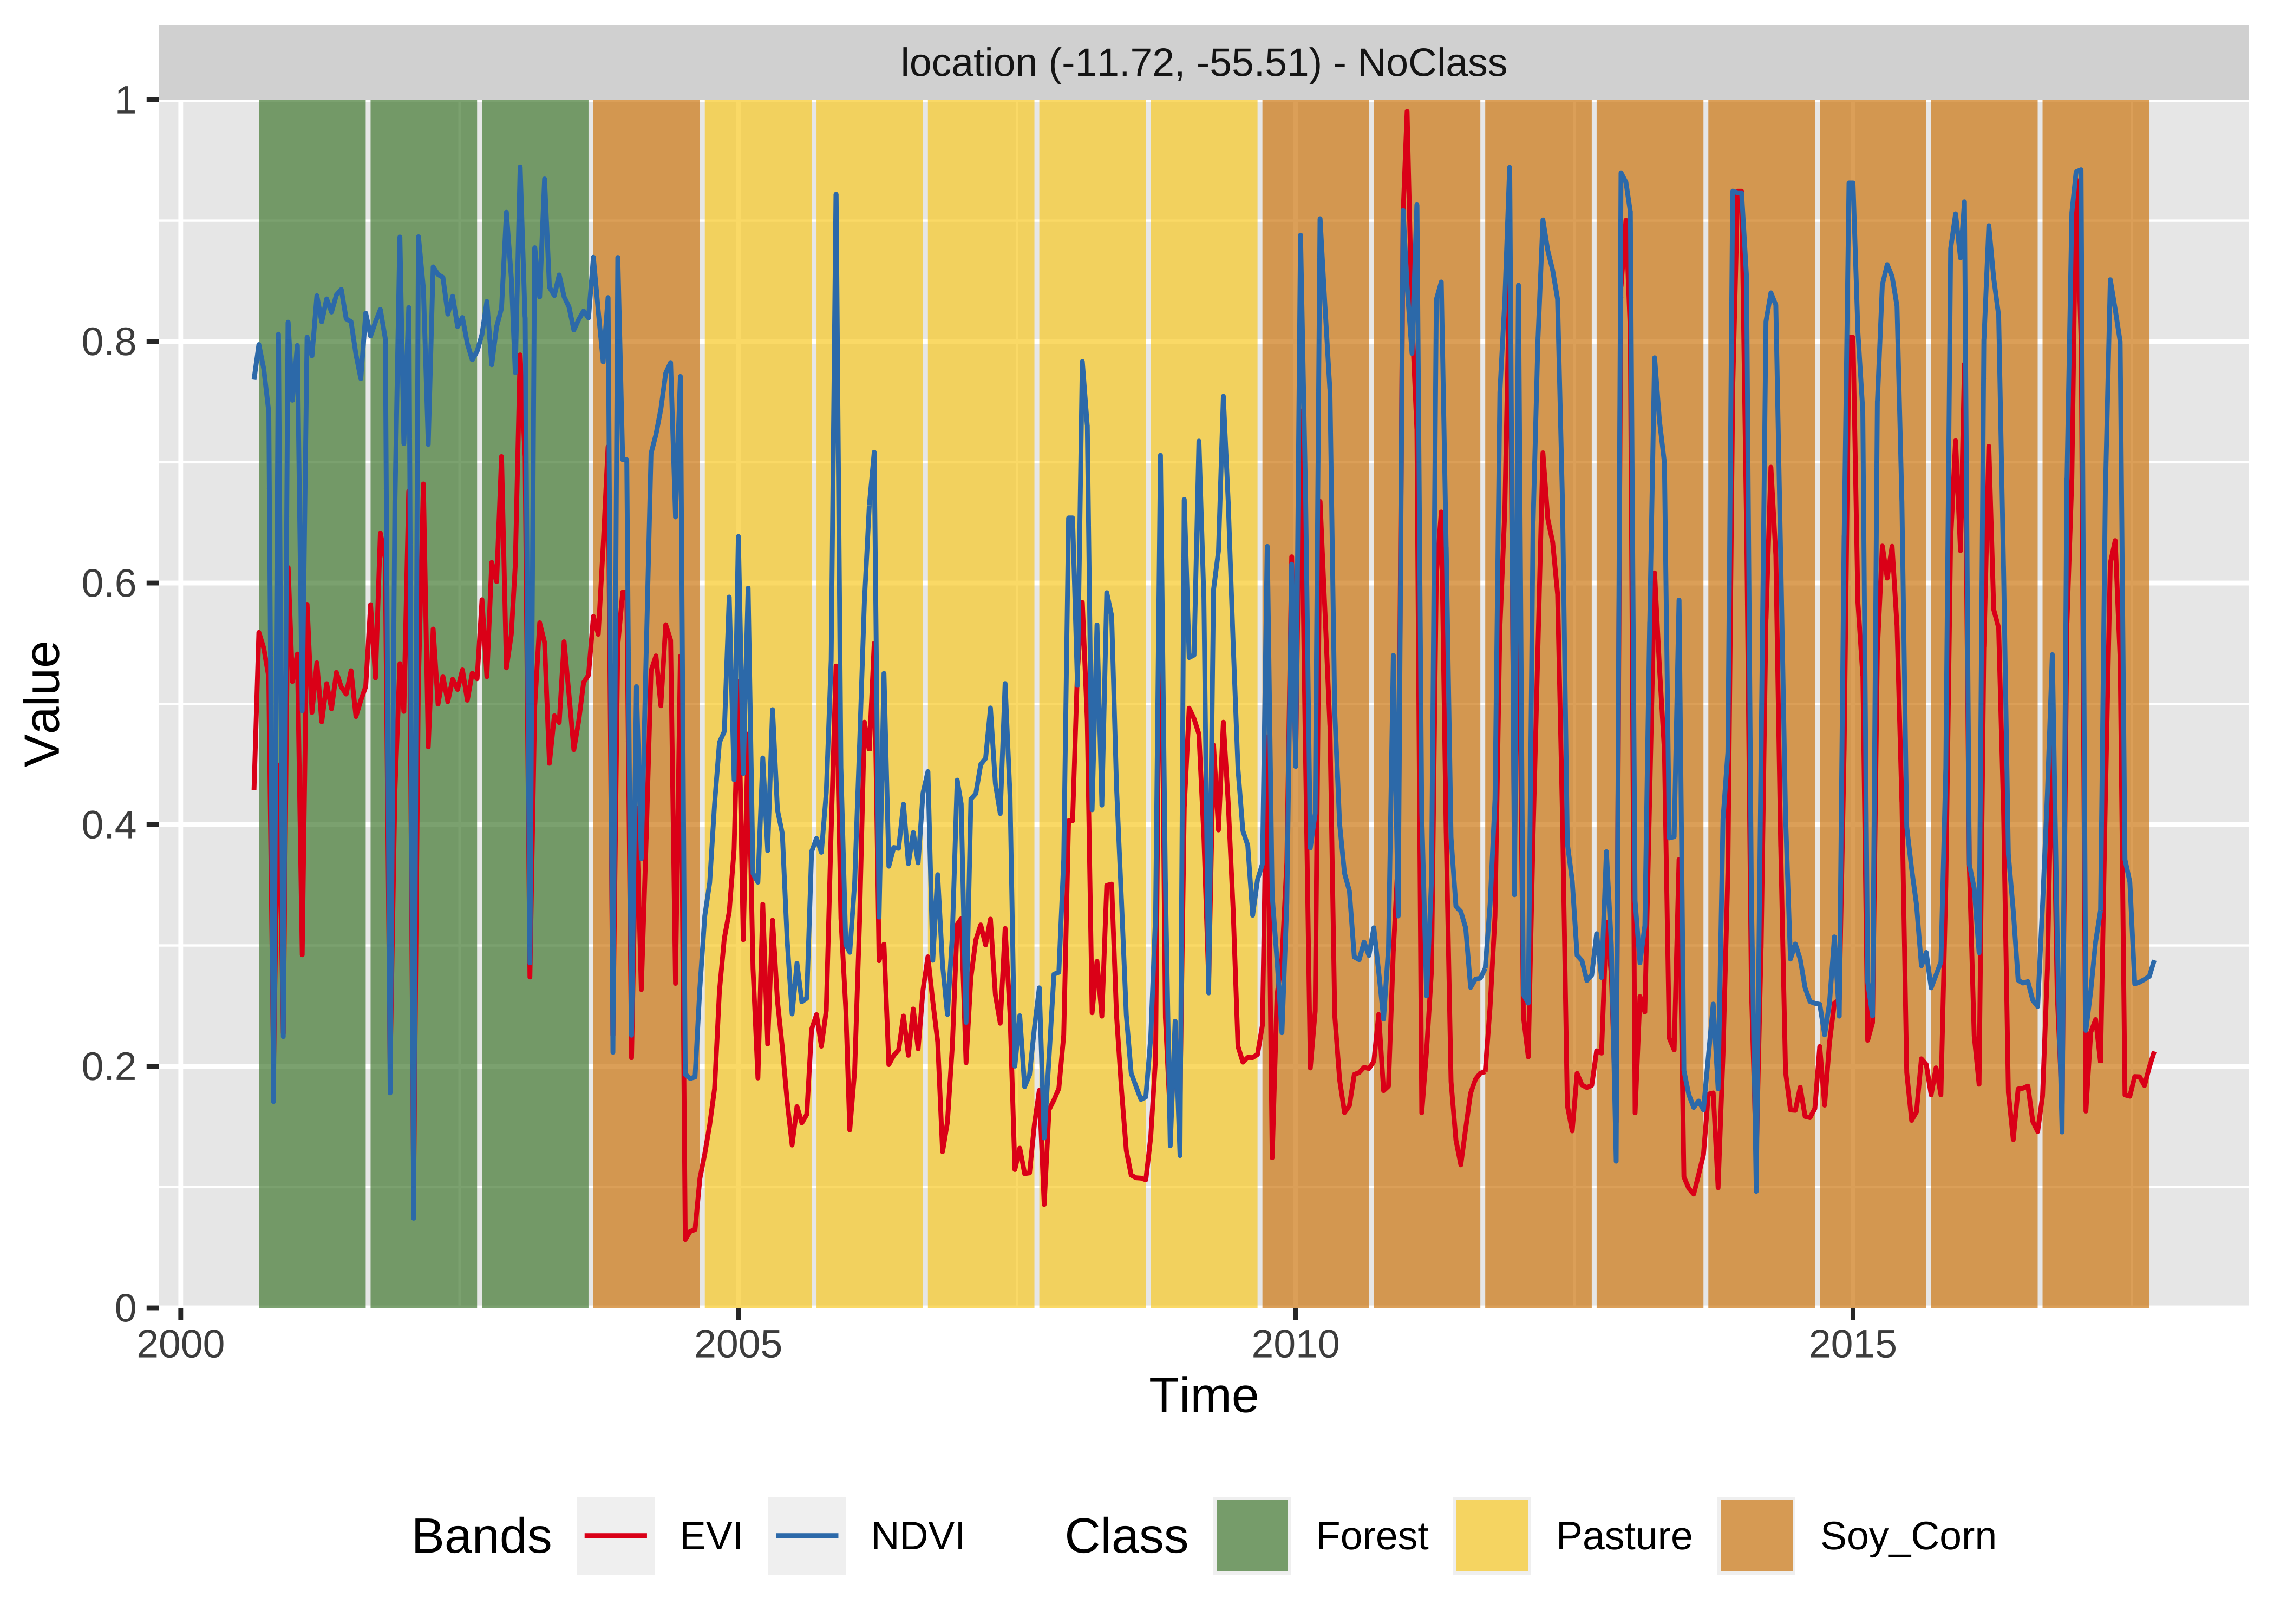 location (-11.72, -55.51) - NoClass
1
0.8
0.6
0.4
0.2
0
Value
2000 2005 2010 2015
Time
Bands EVI NDVI Class Forest Pasture Soy_Corn